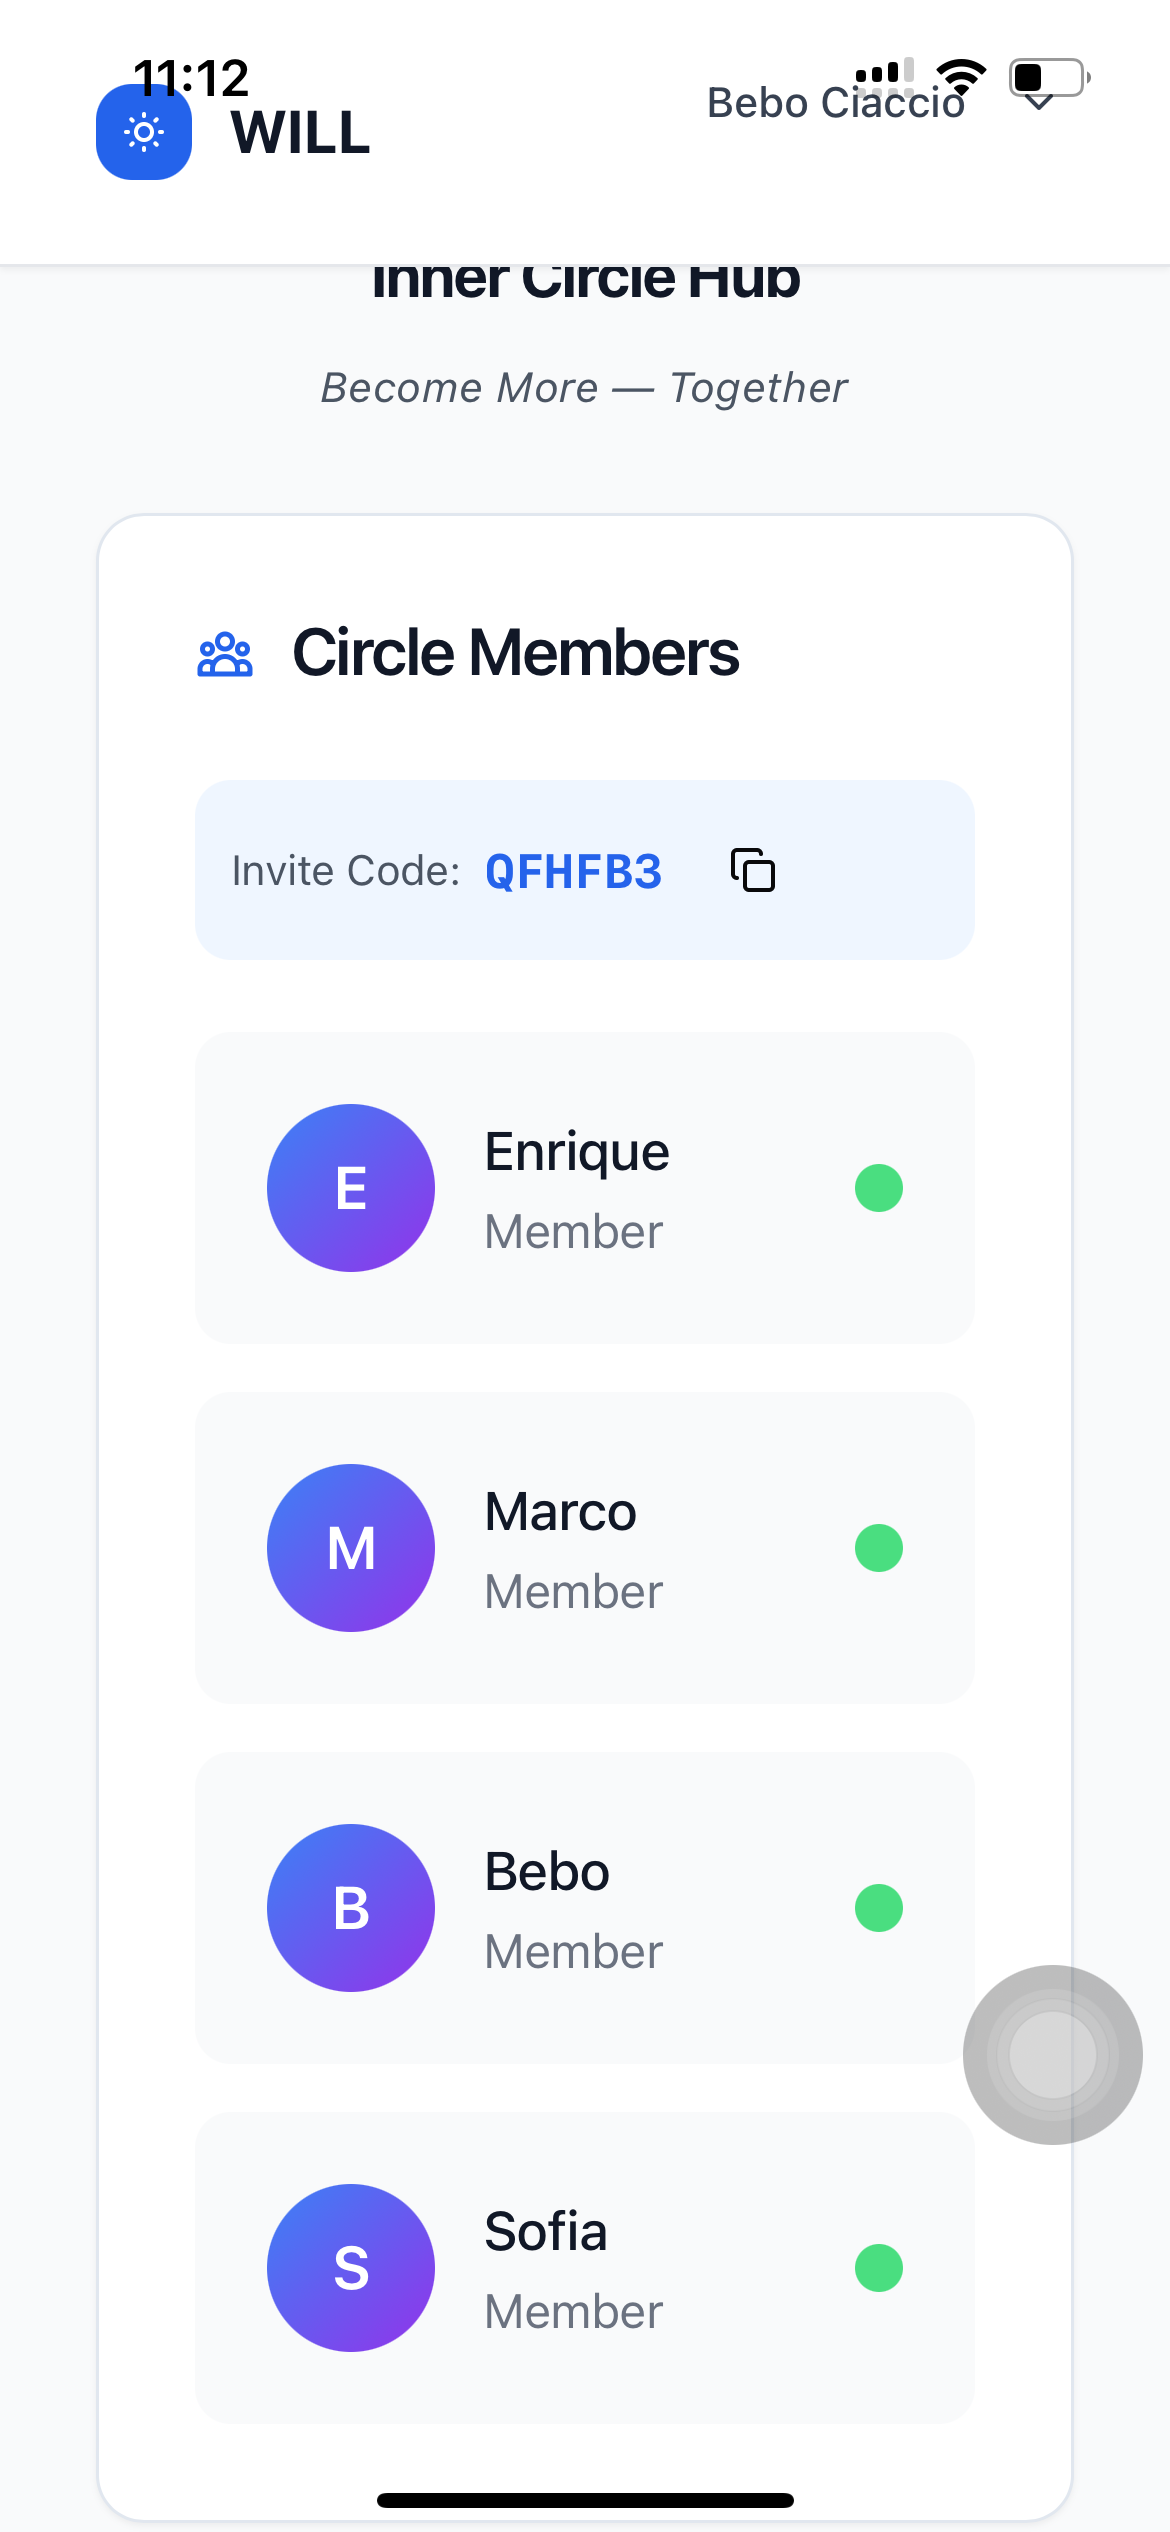 11:12
WILL
Bebo Ciaccio
Inner Circle Hub
Become More — Together
Circle Members
Invite Code: QFHFB3
E
Enrique
Member
M
Marco
Member
B
Bebo
Member
S
Sofia
Member